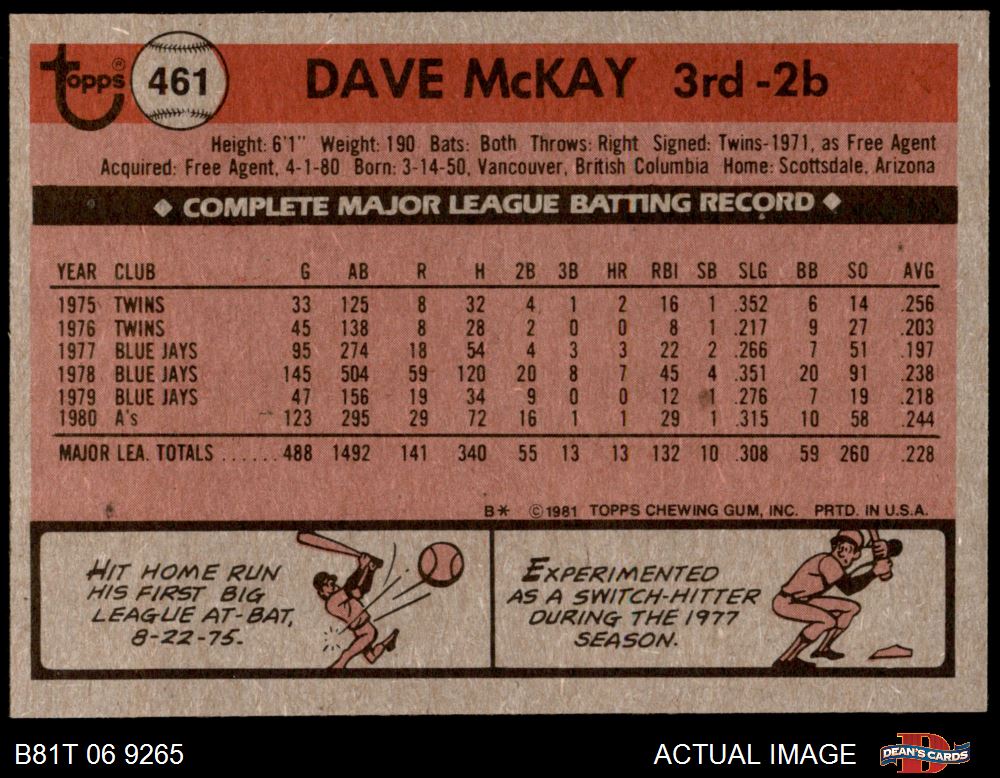 Topps® 461 DAVE McKAY 3rd-2b
Height: 6'1" Weight: 190 Bats: Both Throws: Right Signed: Twins-1971, as Free Agent
Acquired: Free Agent, 4-1-80 Born: 3-14-50, Vancouver, British Columbia Home: Scottsdale, Arizona
◆ COMPLETE MAJOR LEAGUE BATTING RECORD ◆
YEAR CLUB G AB R H 2B 3B HR RBI SB SLG BB SO AVG
1975 TWINS 33 125 8 32 4 1 2 16 1 .352 6 14 .256
1976 TWINS 45 138 8 28 2 0 0 8 1 .217 9 27 .203
1977 BLUE JAYS 95 274 18 54 4 3 3 22 2 .266 7 51 .197
1978 BLUE JAYS 145 504 59 120 20 8 7 45 4 .351 20 91 .238
1979 BLUE JAYS 47 156 19 34 9 0 0 12 1 .276 7 19 .218
1980 A's 123 295 29 72 16 1 1 29 1 .315 10 58 .244
MAJOR LEA. TOTALS ...... 488 1492 141 340 55 13 13 132 10 .308 59 260 .228
B* ©1981 TOPPS CHEWING GUM, INC. PRTD. IN U.S.A.
HIT HOME RUN
HIS FIRST BIG
LEAGUE AT-BAT,
8-22-75.
EXPERIMENTED
AS A SWITCH-HITTER
DURING THE 1977
SEASON.
B81T 06 9265 ACTUAL IMAGE DEAN'S CARDS